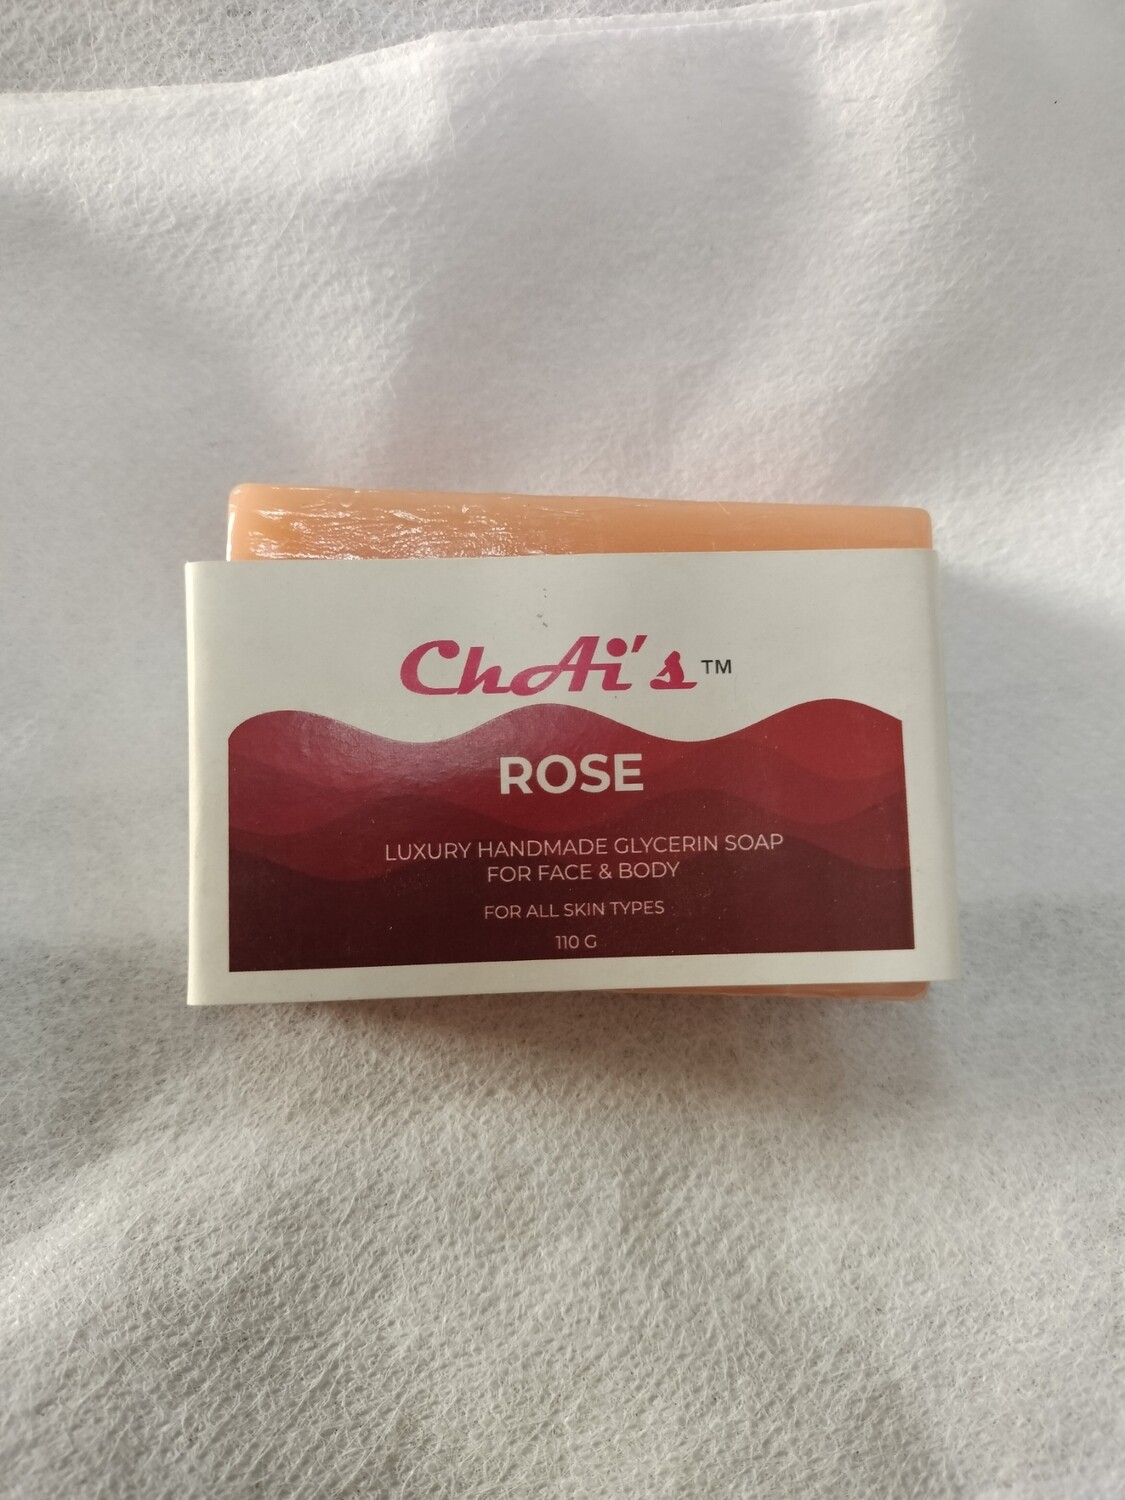 ChAi's™
ROSE
LUXURY HANDMADE GLYCERIN SOAP
FOR FACE & BODY
FOR ALL SKIN TYPES
110 G